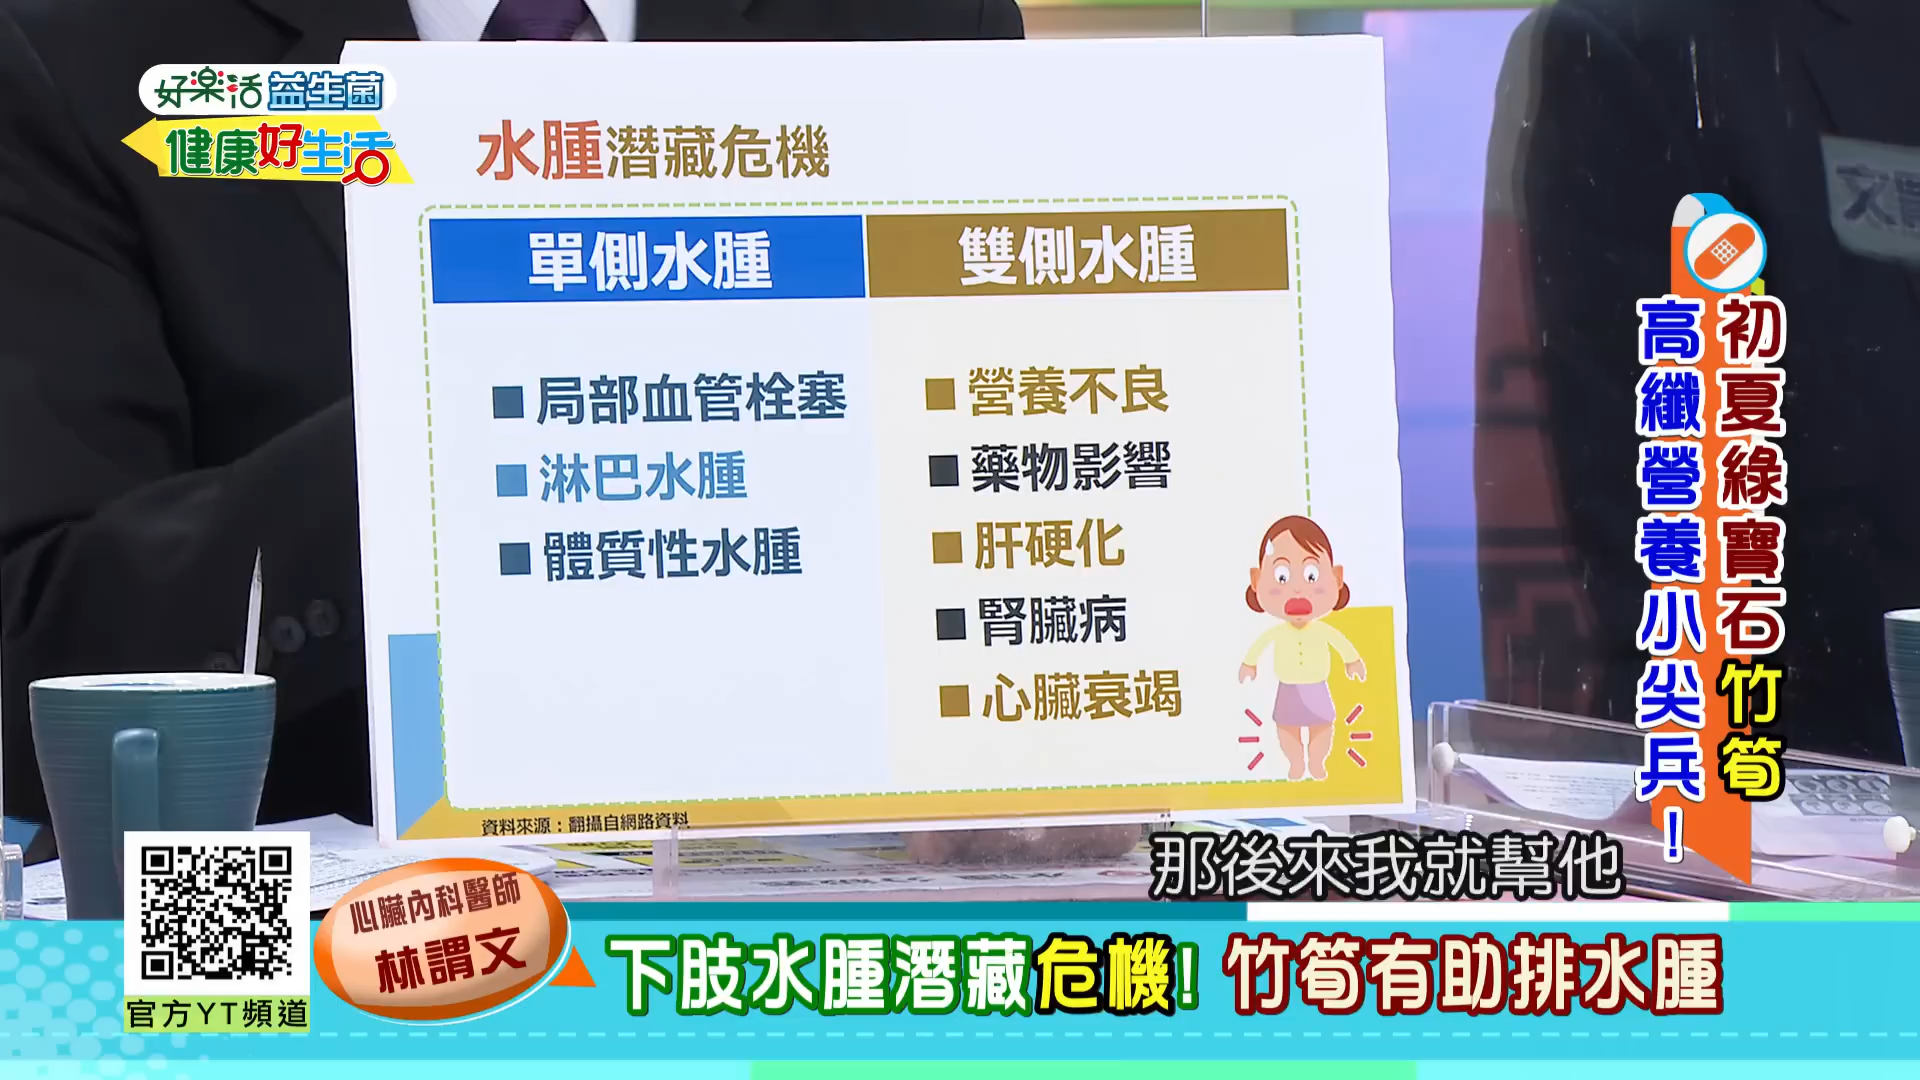 好樂活益生菌
健康好生活
水腫潛藏危機
單側水腫
雙側水腫
■局部血管栓塞
■淋巴水腫
■體質性水腫
■營養不良
■藥物影響
■肝硬化
■腎臟病
■心臟衰竭
資料來源：翻攝自網路資料
初夏綠寶石竹筍
高纖營養小尖兵！
那後來我就幫他
心臟內科醫師
林謂文
下肢水腫潛藏危機！竹筍有助排水腫
官方YT頻道